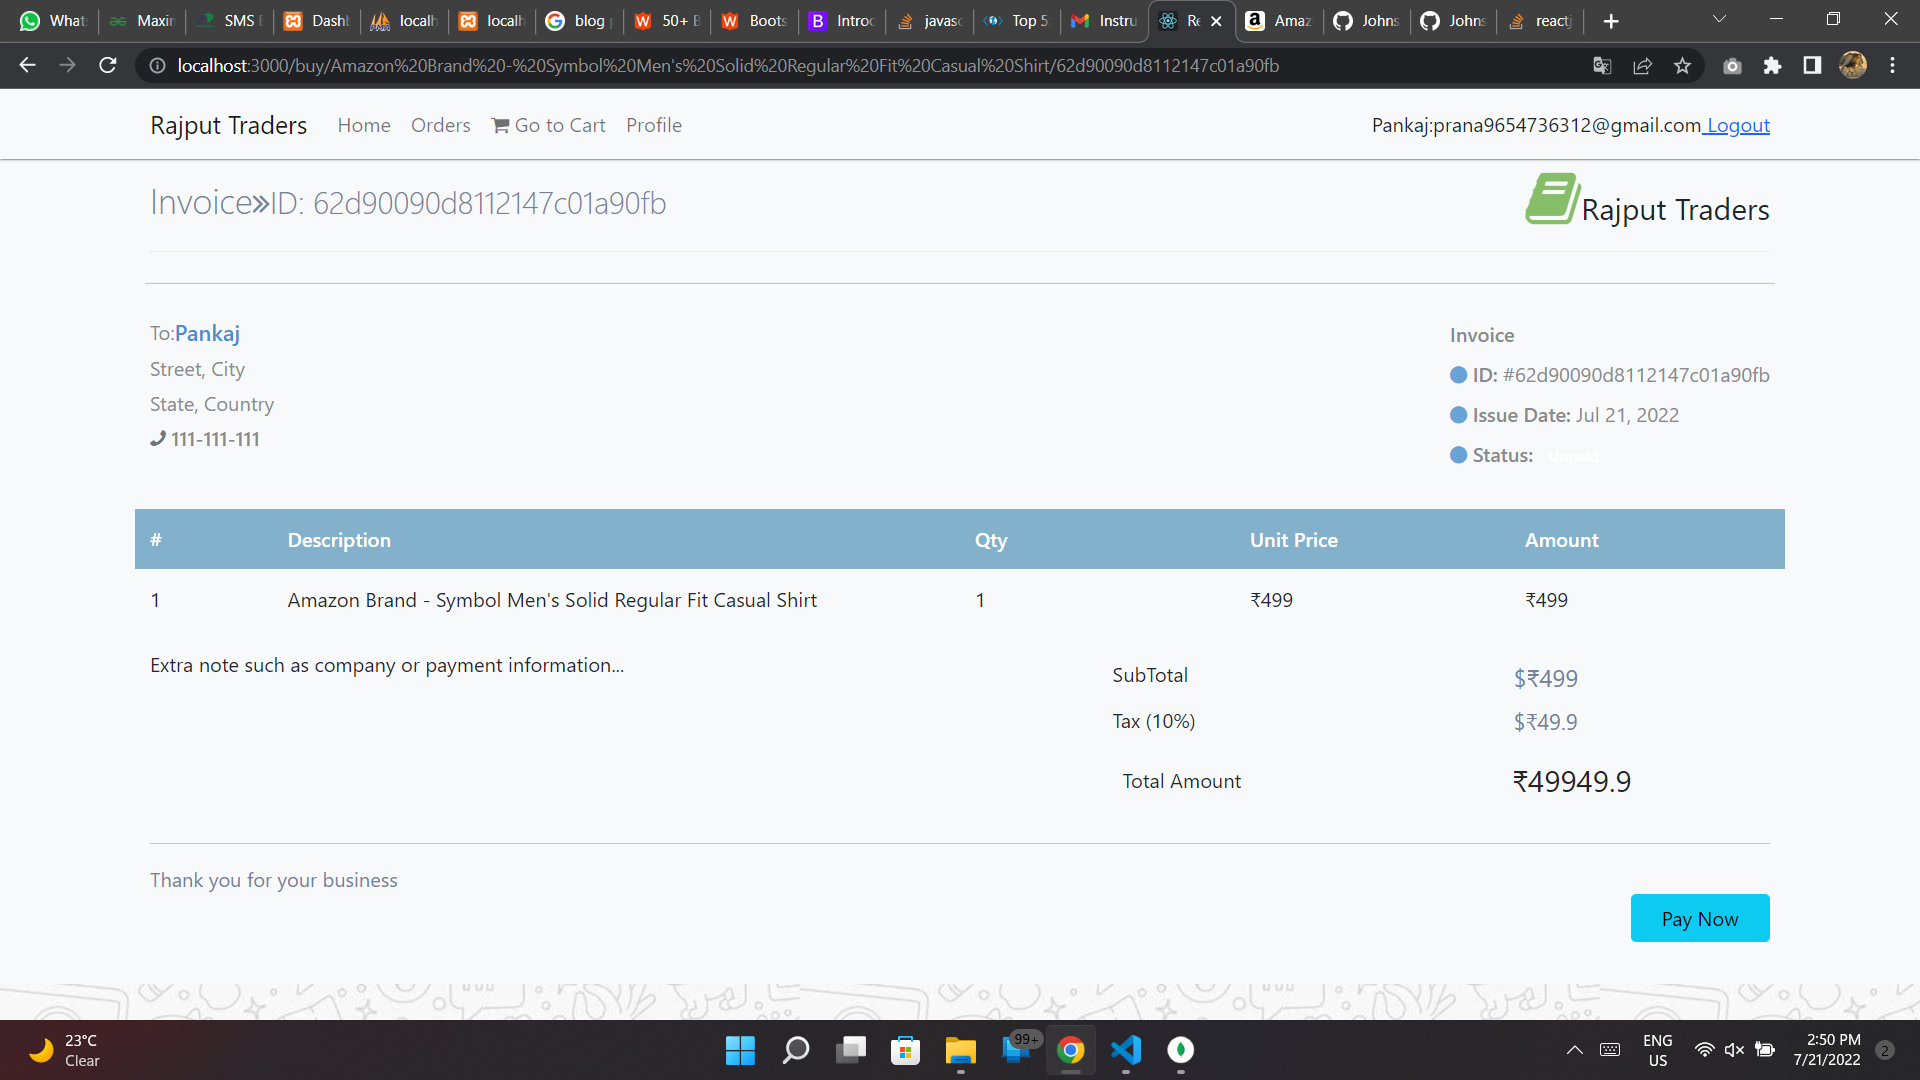 Whats
Maxin
SMS B
Dashb
localh
localh
blog p
50+ B
Boots
Introd
javasc
Top 5
Instru
Re
Amaz
Johns
Johns
reactj
localhost:3000/buy/Amazon%20Brand%20-%20Symbol%20Men's%20Solid%20Regular%20Fit%20Casual%20Shirt/62d90090d8112147c01a90fb
Rajput Traders Home Orders Go to Cart Profile Pankaj:prana9654736312@gmail.com Logout
Invoice»ID: 62d90090d8112147c01a90fb
Rajput Traders
To:Pankaj
Street, City
State, Country
111-111-111
Invoice
ID: #62d90090d8112147c01a90fb
Issue Date: Jul 21, 2022
Status: Unpaid
# Description Qty Unit Price Amount
1 Amazon Brand - Symbol Men's Solid Regular Fit Casual Shirt 1 ₹499 ₹499
Extra note such as company or payment information...
SubTotal $₹499
Tax (10%) $₹49.9
Total Amount ₹49949.9
Thank you for your business
Pay Now
23°C
Clear
99+
ENG
US
2:50 PM
7/21/2022
2